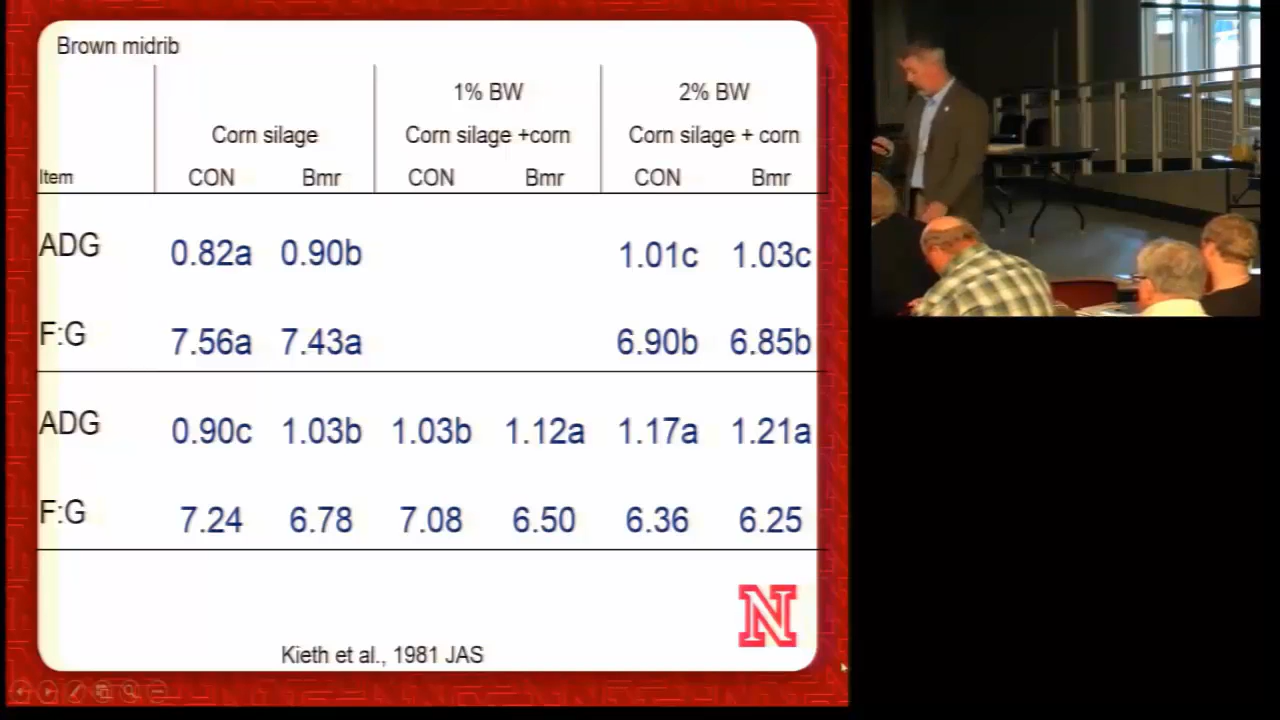 Brown midrib
1% BW 2% BW
Corn silage Corn silage +corn Corn silage + corn
Item CON Bmr CON Bmr CON Bmr
ADG 0.82a 0.90b 1.01c 1.03c
F:G 7.56a 7.43a 6.90b 6.85b
ADG 0.90c 1.03b 1.03b 1.12a 1.17a 1.21a
F:G 7.24 6.78 7.08 6.50 6.36 6.25
N
Kieth et al., 1981 JAS